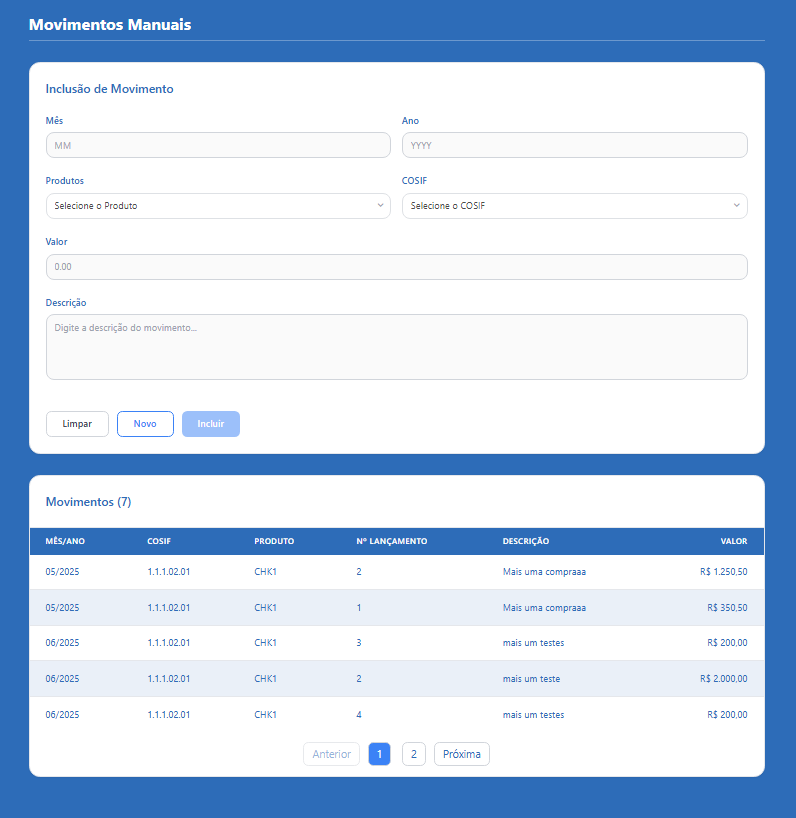 Movimentos Manuais
Inclusão de Movimento
Mês Ano
MM YYYY
Produtos COSIF
Selecione o Produto Selecione o COSIF
Valor
0.00
Descrição
Digite a descrição do movimento...
Limpar Novo Incluir
Movimentos (7)
MÊS/ANO COSIF PRODUTO Nº LANÇAMENTO DESCRIÇÃO VALOR
05/2025 1.1.1.02.01 CHK1 2 Mais uma compraaa R$ 1.250,50
05/2025 1.1.1.02.01 CHK1 1 Mais uma compraaa R$ 350,50
06/2025 1.1.1.02.01 CHK1 3 mais um testes R$ 200,00
06/2025 1.1.1.02.01 CHK1 2 mais um teste R$ 2.000,00
06/2025 1.1.1.02.01 CHK1 4 mais um testes R$ 200,00
Anterior 1 2 Próxima